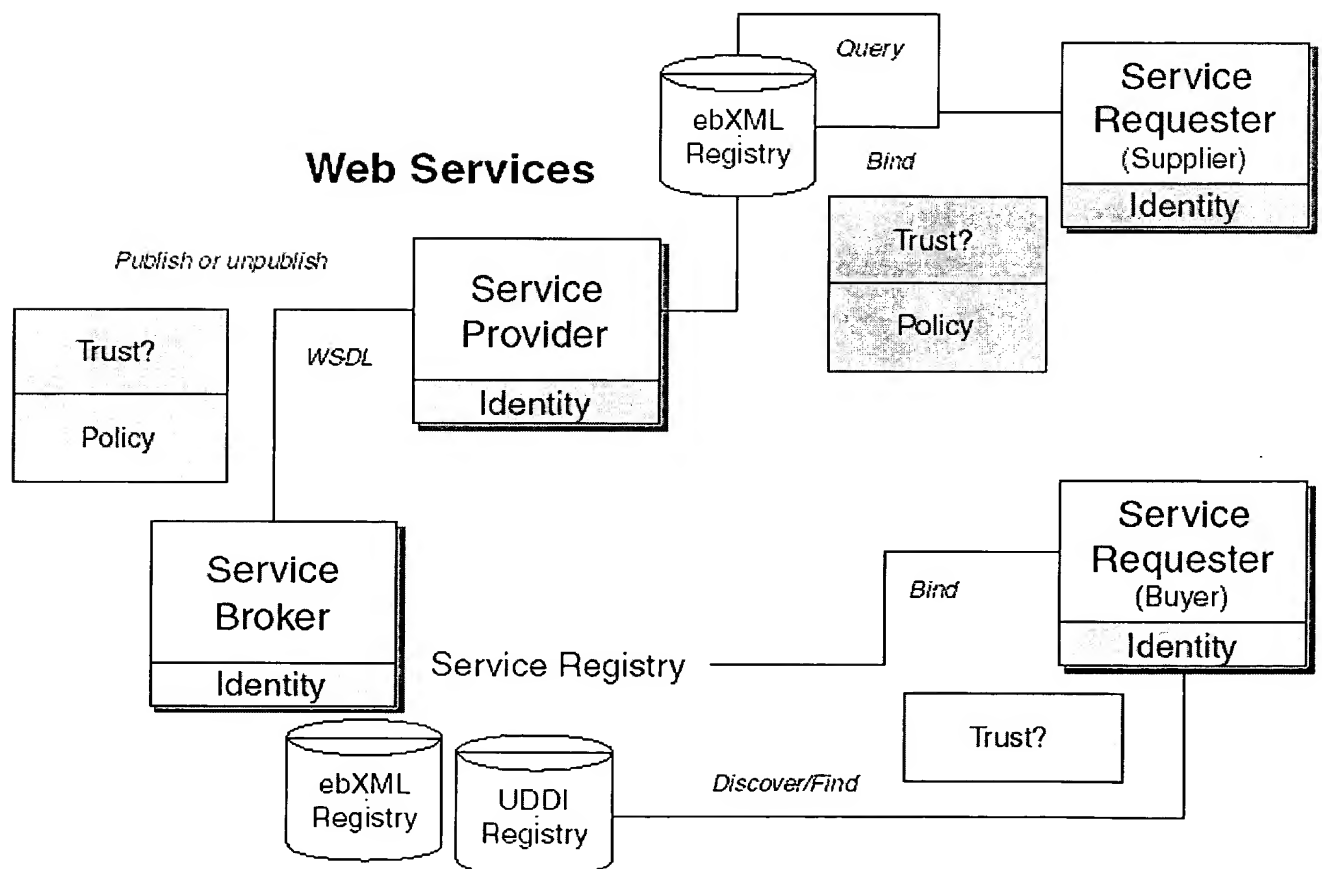 Query
Service
Requester
(Supplier)
Identity
ebXML
Registry
Bind
Web Services
Trust?
Policy
Publish or unpublish
Service
Provider
Identity
WSDL
Trust?
Policy
Service
Requester
(Buyer)
Identity
Service
Broker
Identity
Bind
Service Registry
Trust?
ebXML
Registry
UDDI
Registry
Discover/Find